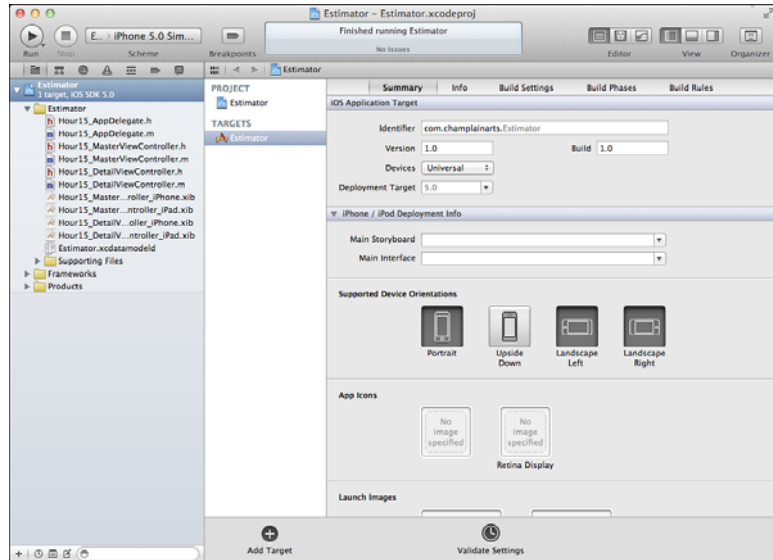 Estimator – Estimator.xcodeproj
E... iPhone 5.0 Sim...
Finished running Estimator
No Issues
Run Stop Scheme Breakpoints Editor View Organizer
Estimator
Estimator
1 target, iOS SDK 5.0
Estimator
Hour15_AppDelegate.h
Hour15_AppDelegate.m
Hour15_MasterViewController.h
Hour15_MasterViewController.m
Hour15_DetailViewController.h
Hour15_DetailViewController.m
Hour15_Master...roller_iPhone.xib
Hour15_Master...ntroller_iPad.xib
Hour15_DetailV...oller_iPhone.xib
Hour15_DetailV...ntroller_iPad.xib
Estimator.xcdatamodeld
Supporting Files
Frameworks
Products
PROJECT
Estimator
TARGETS
Estimator
Summary Info Build Settings Build Phases Build Rules
iOS Application Target
Identifier com.champlainarts.Estimator
Version 1.0 Build 1.0
Devices Universal
Deployment Target 5.0
iPhone / iPod Deployment Info
Main Storyboard
Main Interface
Supported Device Orientations
Portrait
Upside Down
Landscape Left
Landscape Right
App Icons
No image specified
No image specified
Retina Display
Launch Images
Add Target
Validate Settings